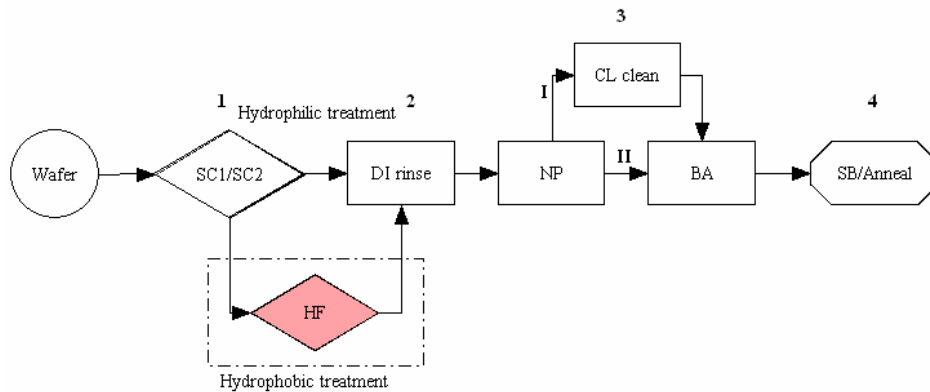 3
CL clean
I
1
2
4
Hydrophilic treatment
Wafer
SC1/SC2
DI rinse
NP
II
BA
SB/Anneal
HF
Hydrophobic treatment